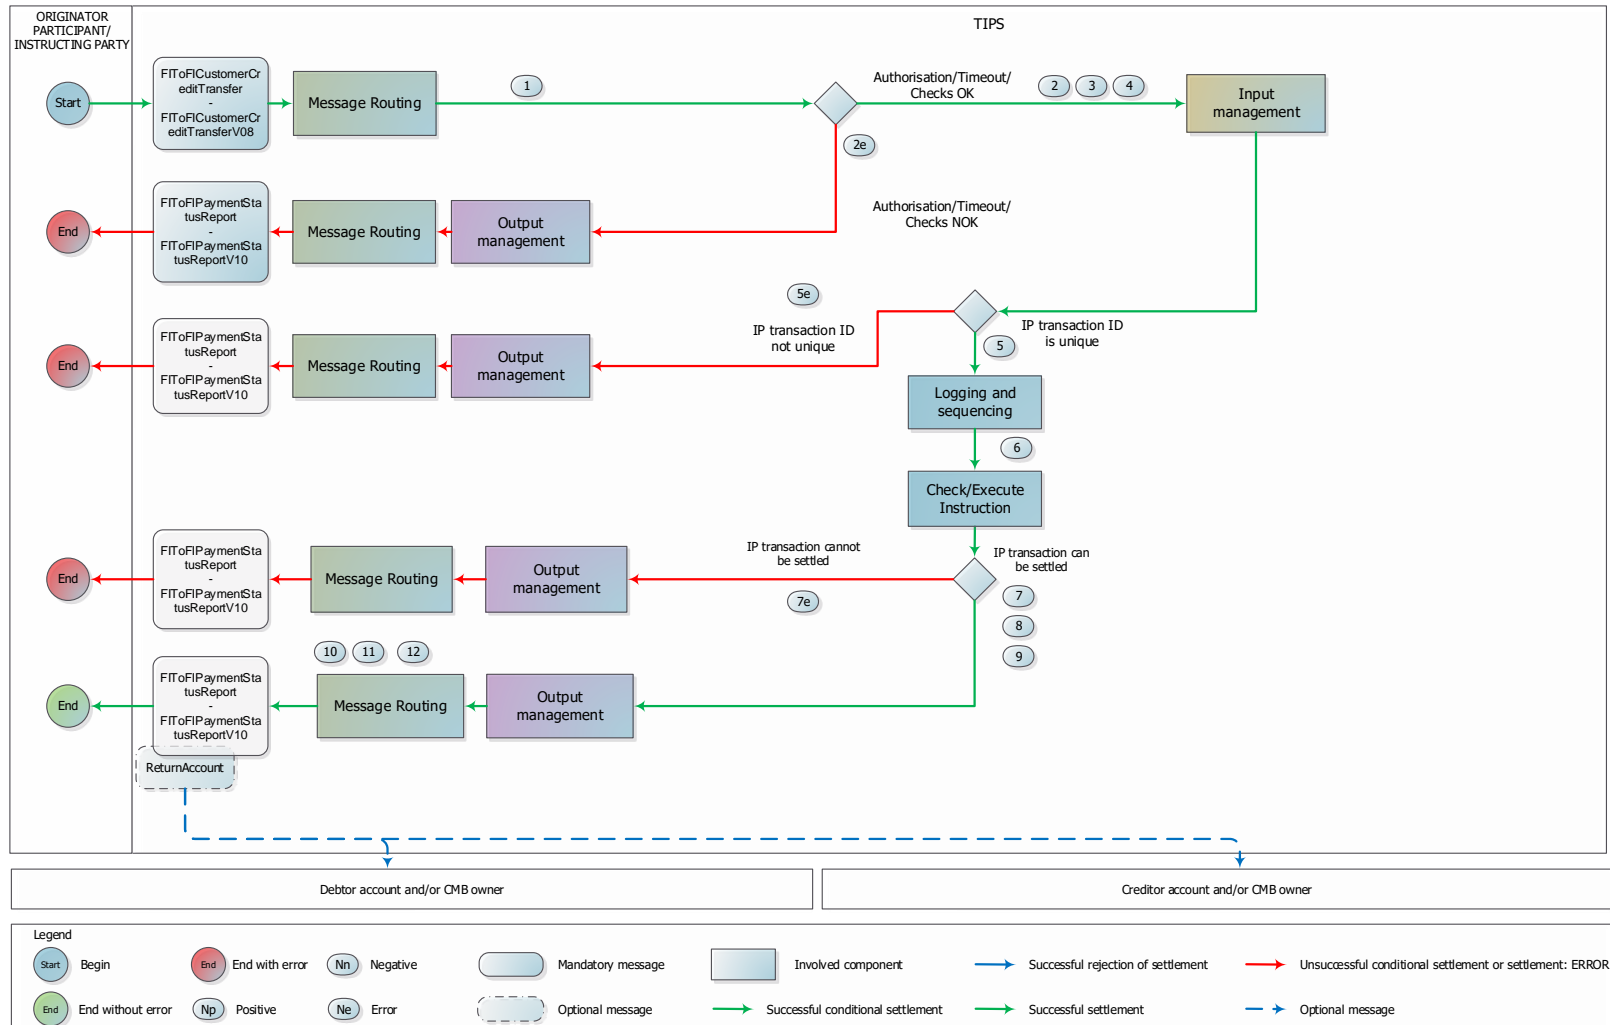 ORIGINATOR
PARTICIPANT/
INSTRUCTING PARTY
TIPS
Start
FIToFICustomerCr
editTransfer
-
FIToFICustomerCr
editTransferV08
Message Routing
1
Authorisation/Timeout/
Checks OK
2 3 4
Input
management
2e
End
FIToFIPaymentSta
tusReport
-
FIToFIPaymentSta
tusReportV10
Message Routing
Output
management
Authorisation/Timeout/
Checks NOK
5e
IP transaction ID
not unique
IP transaction ID
is unique
5
End
FIToFIPaymentSta
tusReport
-
FIToFIPaymentSta
tusReportV10
Message Routing
Output
management
Logging and
sequencing
6
Check/Execute
Instruction
IP transaction cannot
be settled
IP transaction can
be settled
End
FIToFIPaymentSta
tusReport
-
FIToFIPaymentSta
tusReportV10
Message Routing
Output
management
7e
7
8
9
10 11 12
End
FIToFIPaymentSta
tusReport
-
FIToFIPaymentSta
tusReportV10
Message Routing
Output
management
ReturnAccount
Debtor account and/or CMB owner
Creditor account and/or CMB owner
Legend
Start Begin
End End with error
Nn Negative
Mandatory message
Involved component
Successful rejection of settlement
Unsuccessful conditional settlement or settlement: ERROR
End End without error
Np Positive
Ne Error
Optional message
Successful conditional settlement
Successful settlement
Optional message